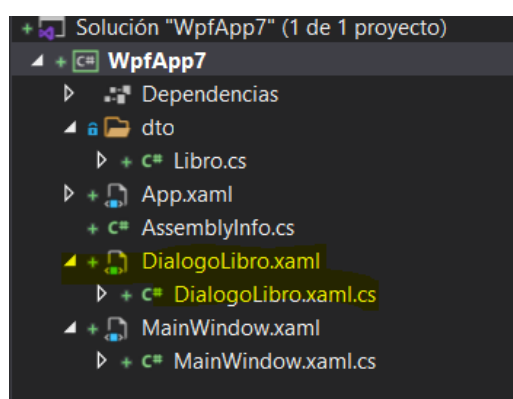 Solución "WpfApp7" (1 de 1 proyecto)
C# WpfApp7
Dependencias
dto
C# Libro.cs
App.xaml
C# AssemblyInfo.cs
DialogoLibro.xaml
C# DialogoLibro.xaml.cs
MainWindow.xaml
C# MainWindow.xaml.cs